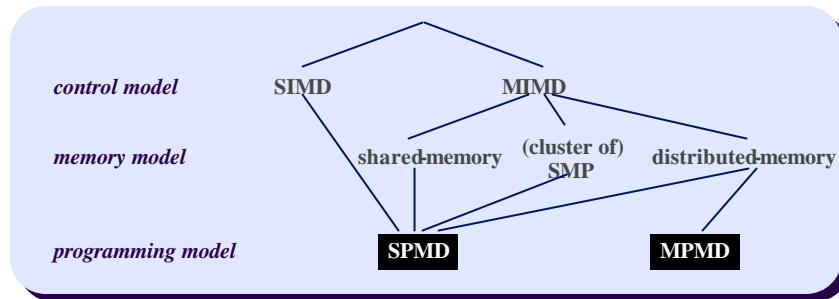 control model SIMD MIMD
memory model shared-memory (cluster of) SMP distributed-memory
programming model SPMD MPMD